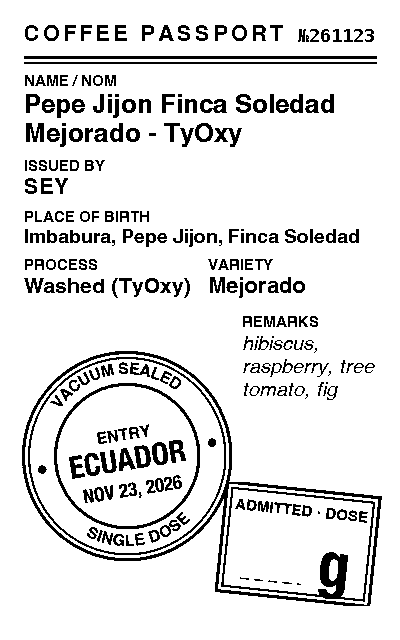 COFFEE PASSPORT №261123
NAME / NOM
Pepe Jijon Finca Soledad
Mejorado - TyOxy
ISSUED BY
SEY
PLACE OF BIRTH
Imbabura, Pepe Jijon, Finca Soledad
PROCESS VARIETY
Washed (TyOxy) Mejorado
REMARKS
hibiscus,
raspberry, tree
tomato, fig
VACUUM SEALED
ENTRY
ECUADOR
NOV 23, 2026
SINGLE DOSE
ADMITTED · DOSE
_____ g